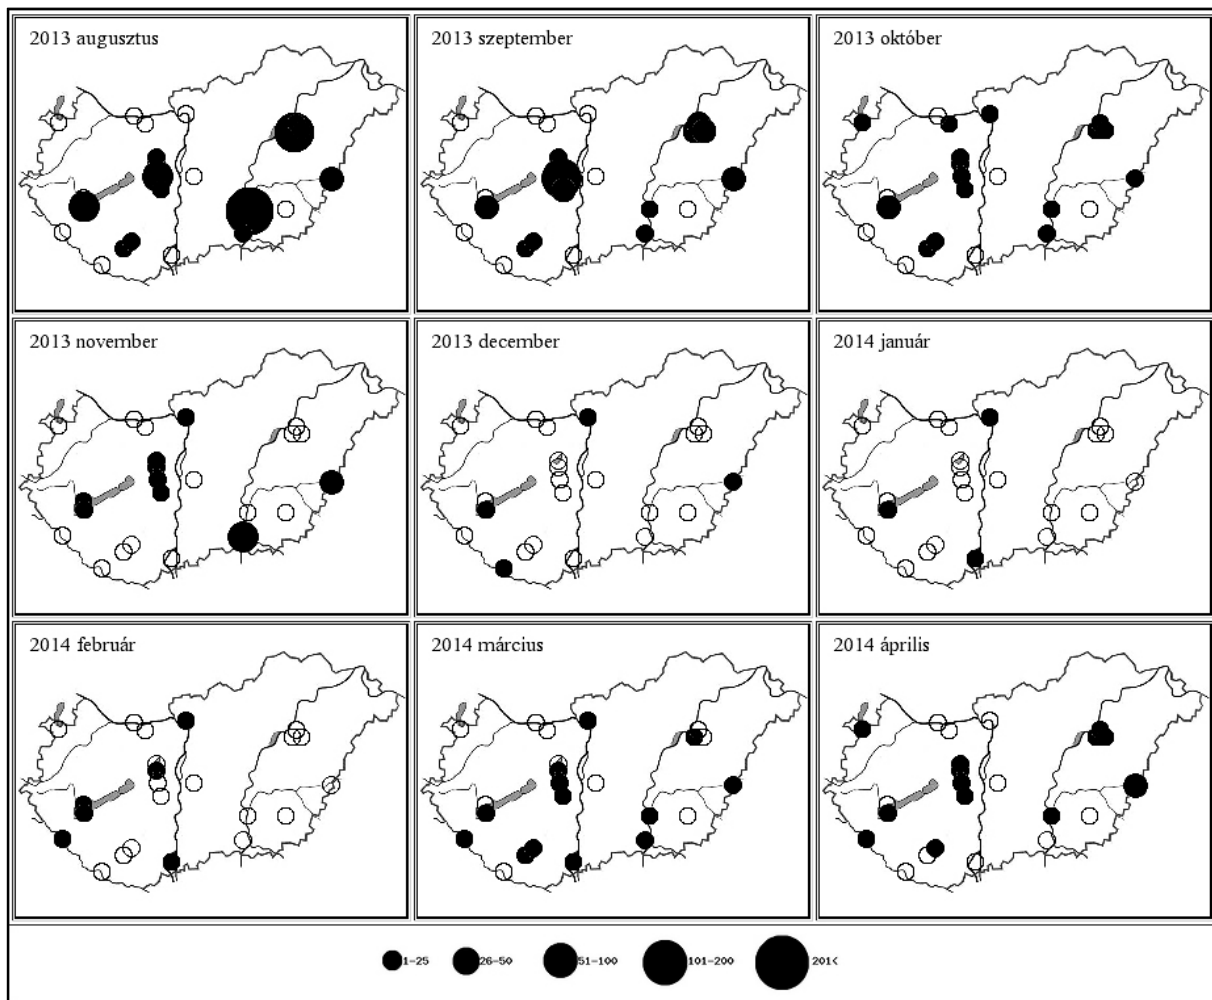 2013 augusztus
2013 szeptember
2013 október
2013 november
2013 december
2014 január
2014 február
2014 március
2014 április
1-25
26-50
51-100
101-200
201<